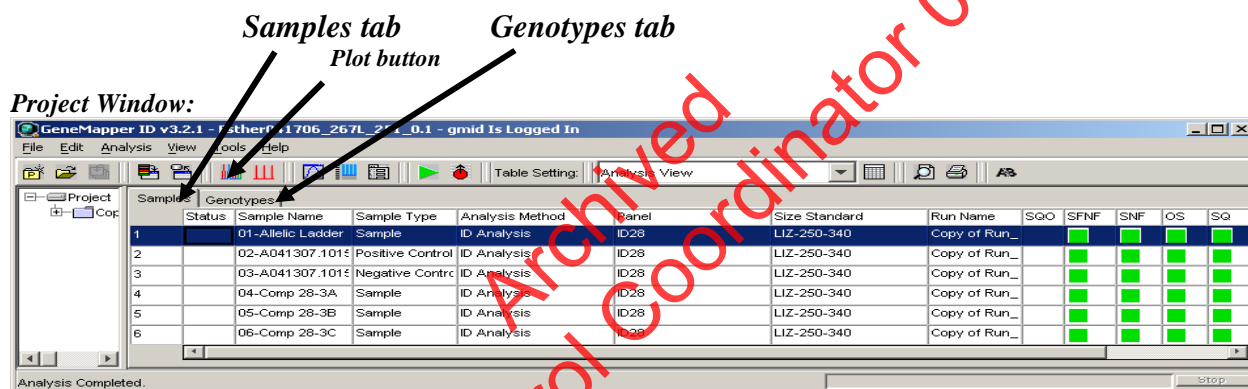 Samples tab Genotypes tab
Plot button
Project Window:
GeneMapper ID v3.2.1 - 041706_267L_ _0.1 - gmid Is Logged In
File Edit Analysis View Tools Help
Table Setting: Analysis View
Project
Cop
Samples Genotypes
Status Sample Name Sample Type Analysis Method Panel Size Standard Run Name SQO SFNF SNF OS SQ
1 01-Allelic Ladder Sample ID Analysis ID28 LIZ-250-340 Copy of Run_
2 02-A041307.1015 Positive Control ID Analysis ID28 LIZ-250-340 Copy of Run_
3 03-A041307.1015 Negative Contrc ID Analysis ID28 LIZ-250-340 Copy of Run_
4 04-Comp 28-3A Sample ID Analysis ID28 LIZ-250-340 Copy of Run_
5 05-Comp 28-3B Sample ID Analysis ID28 LIZ-250-340 Copy of Run_
6 06-Comp 28-3C Sample ID Analysis ID28 LIZ-250-340 Copy of Run_
Analysis Completed.
Stop
Archived
rol Coordinator 0